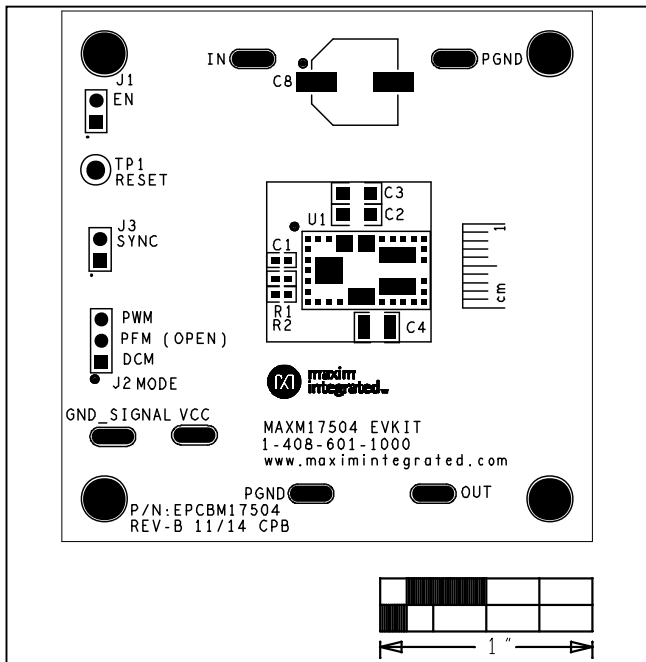 IN
PGND
J1
EN
C8
TP1
RESET
C3
C2
U1
J3
SYNC
C1
1
cm
R1
R2
C4
PWM
PFM (OPEN)
DCM
J2 MODE
maxim
integrated™
GND_SIGNAL VCC
MAXM17504 EVKIT
1-408-601-1000
www.maximintegrated.com
PGND
OUT
P/N:EPCBM17504
REV-B 11/14 CPB
1 "